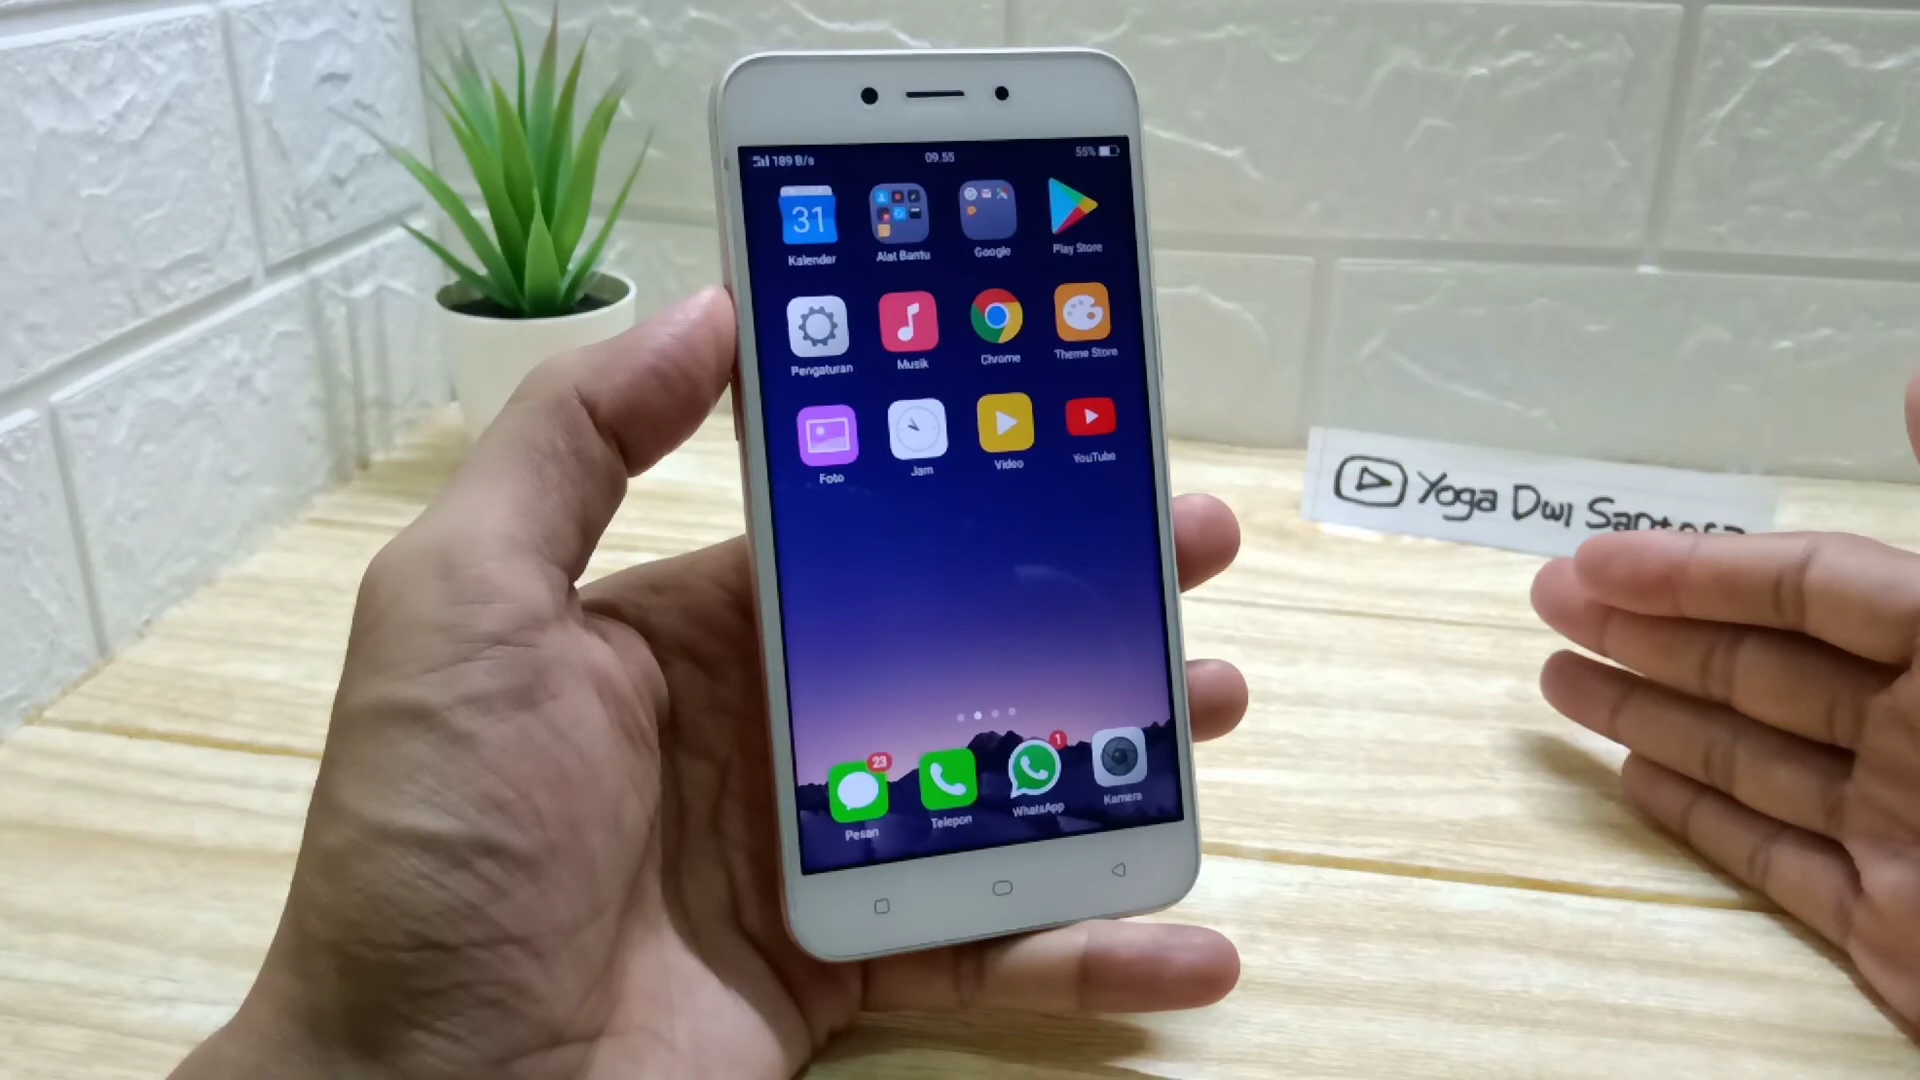 189 B/s 09.55 55%
31
Kalender Alat Bantu Google Play Store
Pengaturan Musik Chrome Theme Store
Foto Jam Video YouTube
23 1
Pesan Telepon WhatsApp Kamera
Yoga Dwi